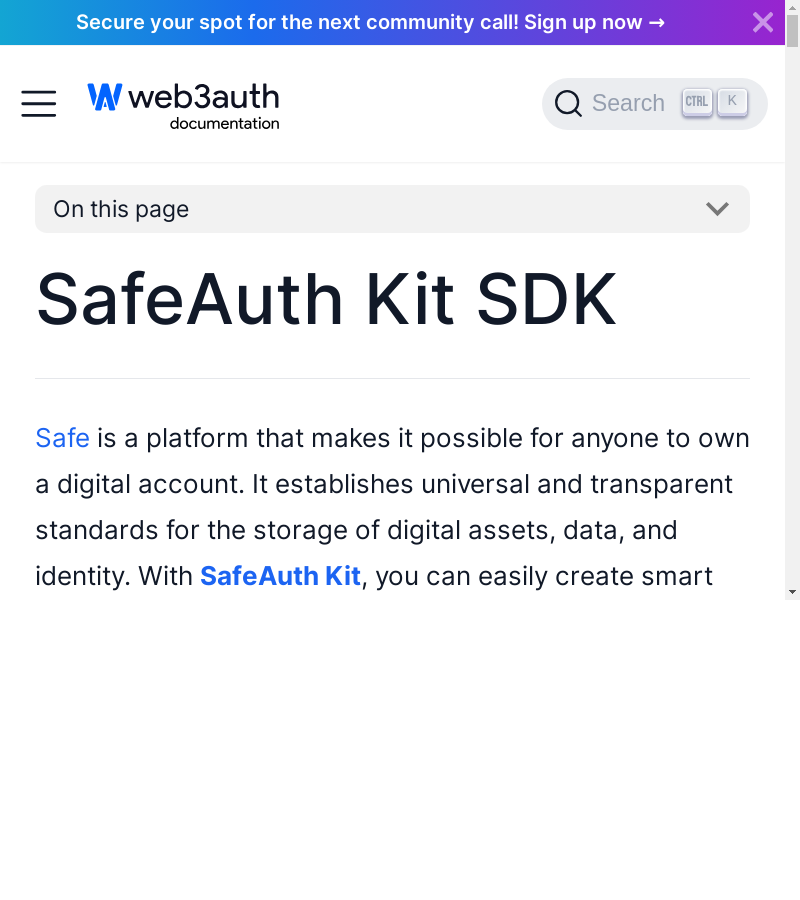 Secure your spot for the next community call! Sign up now →
web3auth
documentation
Search
CTRL K
On this page
SafeAuth Kit SDK
Safe is a platform that makes it possible for anyone to own
a digital account. It establishes universal and transparent
standards for the storage of digital assets, data, and
identity. With SafeAuth Kit, you can easily create smart